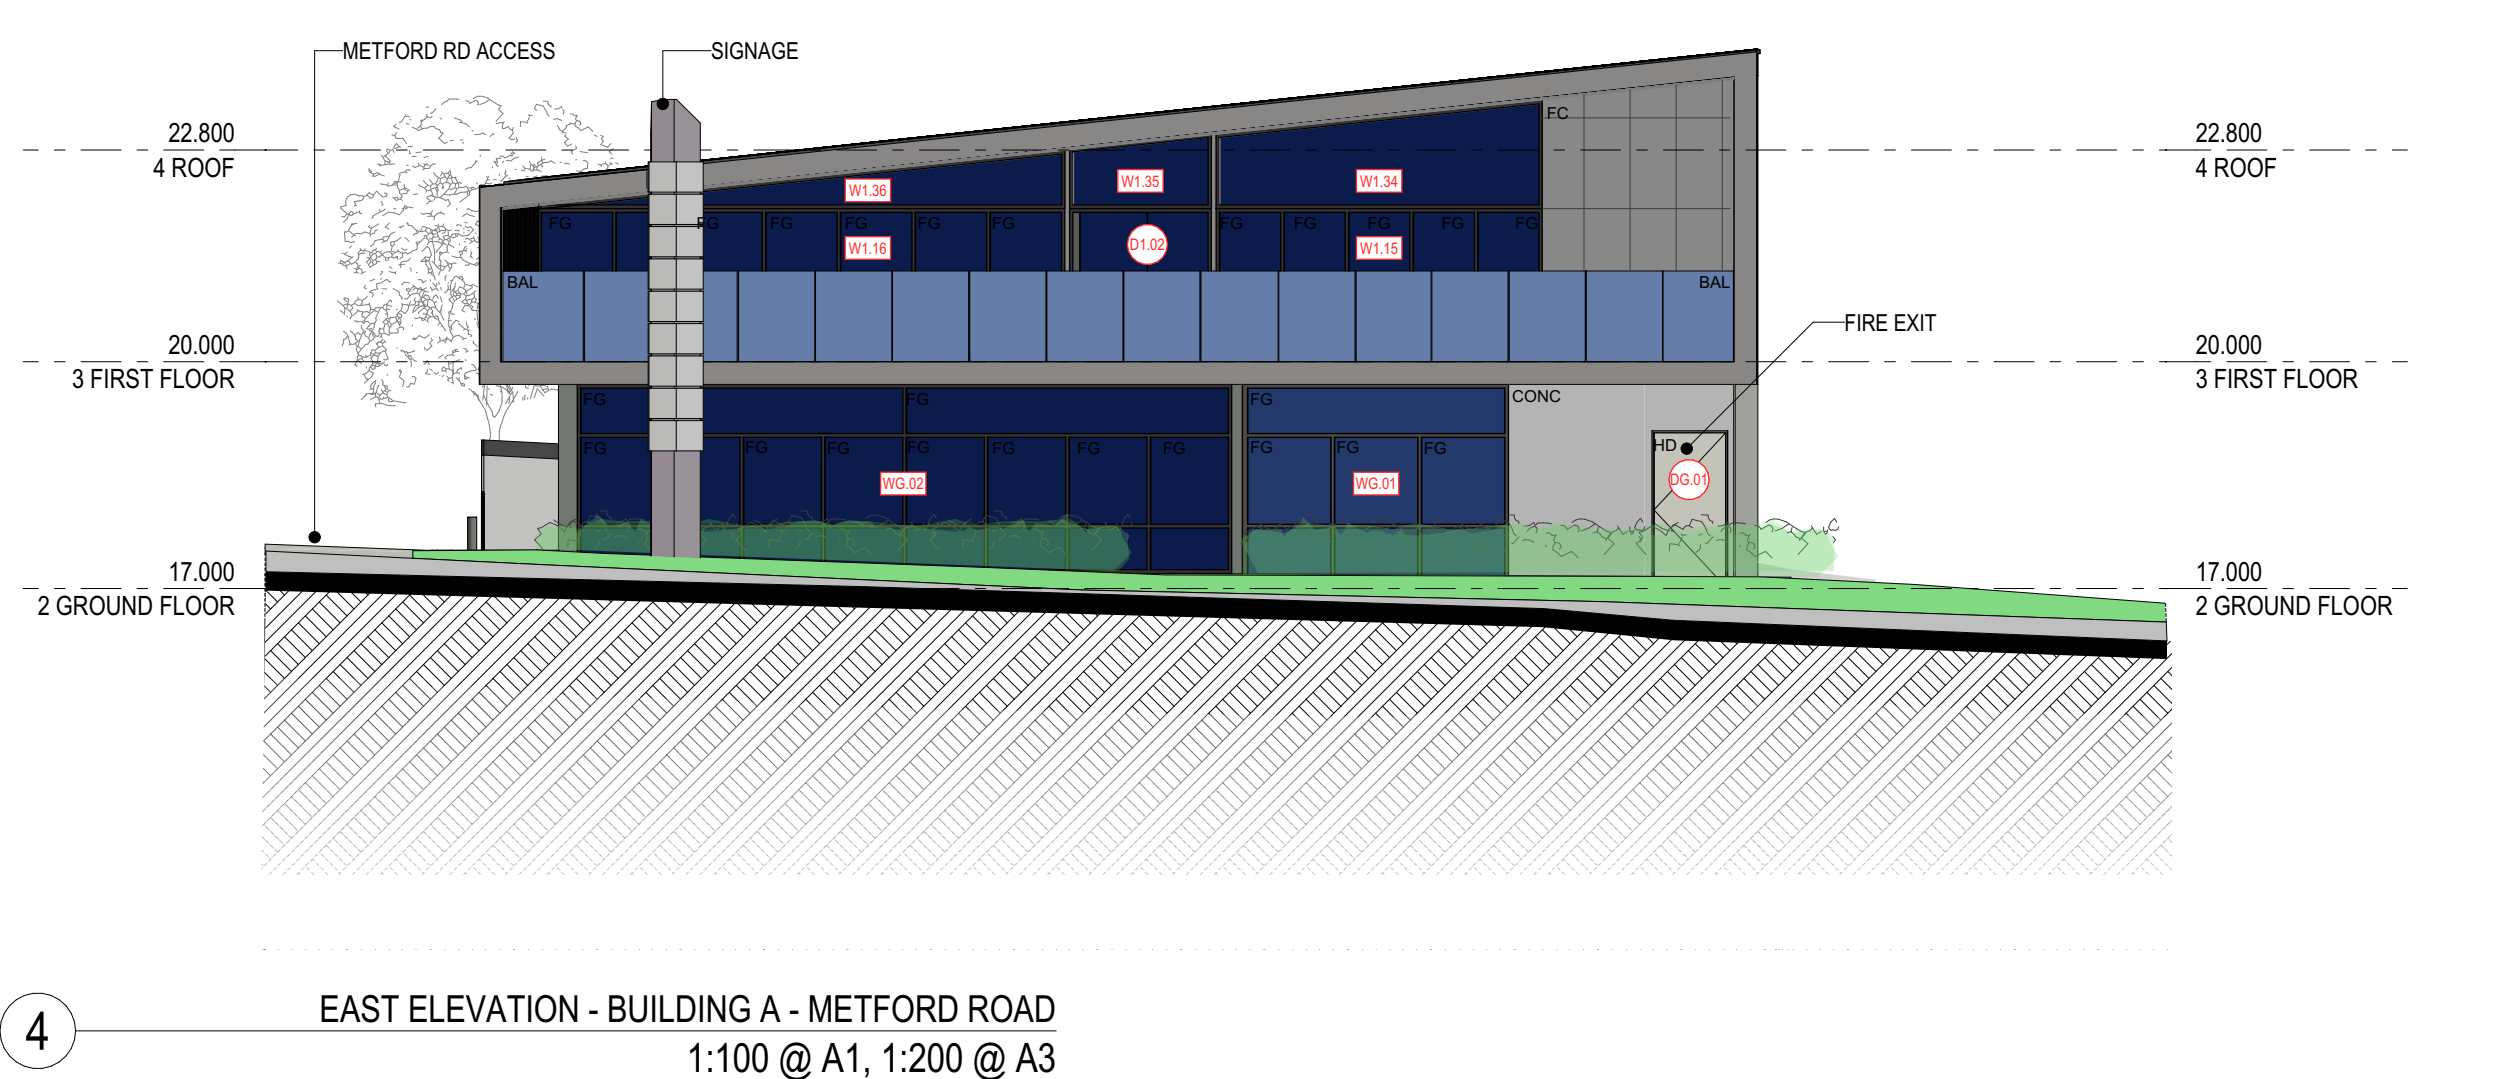 METFORD RD ACCESS
SIGNAGE
22.800
4 ROOF
22.800
4 ROOF
FC
W1.36
W1.35
W1.34
FG
FG
FG
FG
FG
FG
FG
FG
FG
FG
FG
W1.16
D1.02
W1.15
BAL
BAL
FIRE EXIT
20.000
3 FIRST FLOOR
20.000
3 FIRST FLOOR
FG
FG
FG
CONC
FG
FG
FG
FG
FG
FG
FG
FG
FG
FG
HD
WG.02
WG.01
DG.01
17.000
2 GROUND FLOOR
17.000
2 GROUND FLOOR
4
EAST ELEVATION - BUILDING A - METFORD ROAD
1:100 @ A1, 1:200 @ A3